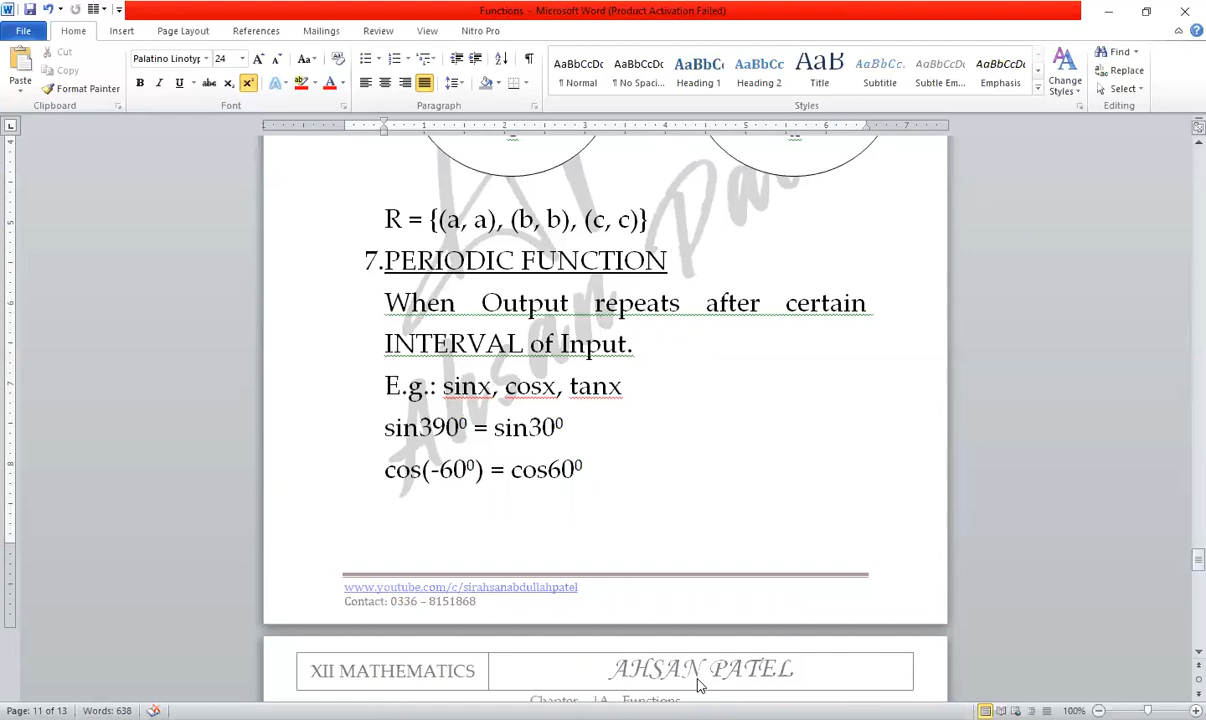 Functions - Microsoft Word (Product Activation Failed)
File Home Insert Page Layout References Mailings Review View Nitro Pro
Cut
Copy
Format Painter
Paste
Clipboard
Palatino Linotyp 24
Font
Paragraph
AaBbCcDc AaBbCcDc AaBbCc AaBbCc AaB AaBbCcL AaBbCcDc AaBbCcDc
¶ Normal ¶ No Spaci... Heading 1 Heading 2 Title Subtitle Subtle Em... Emphasis
Styles
Change Styles
Find
Replace
Select
Editing
R = {(a, a), (b, b), (c, c)}
7.PERIODIC FUNCTION
When Output repeats after certain
INTERVAL of Input.
E.g.: sinx, cosx, tanx
sin390⁰ = sin30⁰
cos(-60⁰) = cos60⁰
Ahsan Pa
www.youtube.com/c/sirahsanabdullahpatel
Contact: 0336 – 8151868
XII MATHEMATICS AHSAN PATEL
Page: 11 of 13 Words: 638 100%